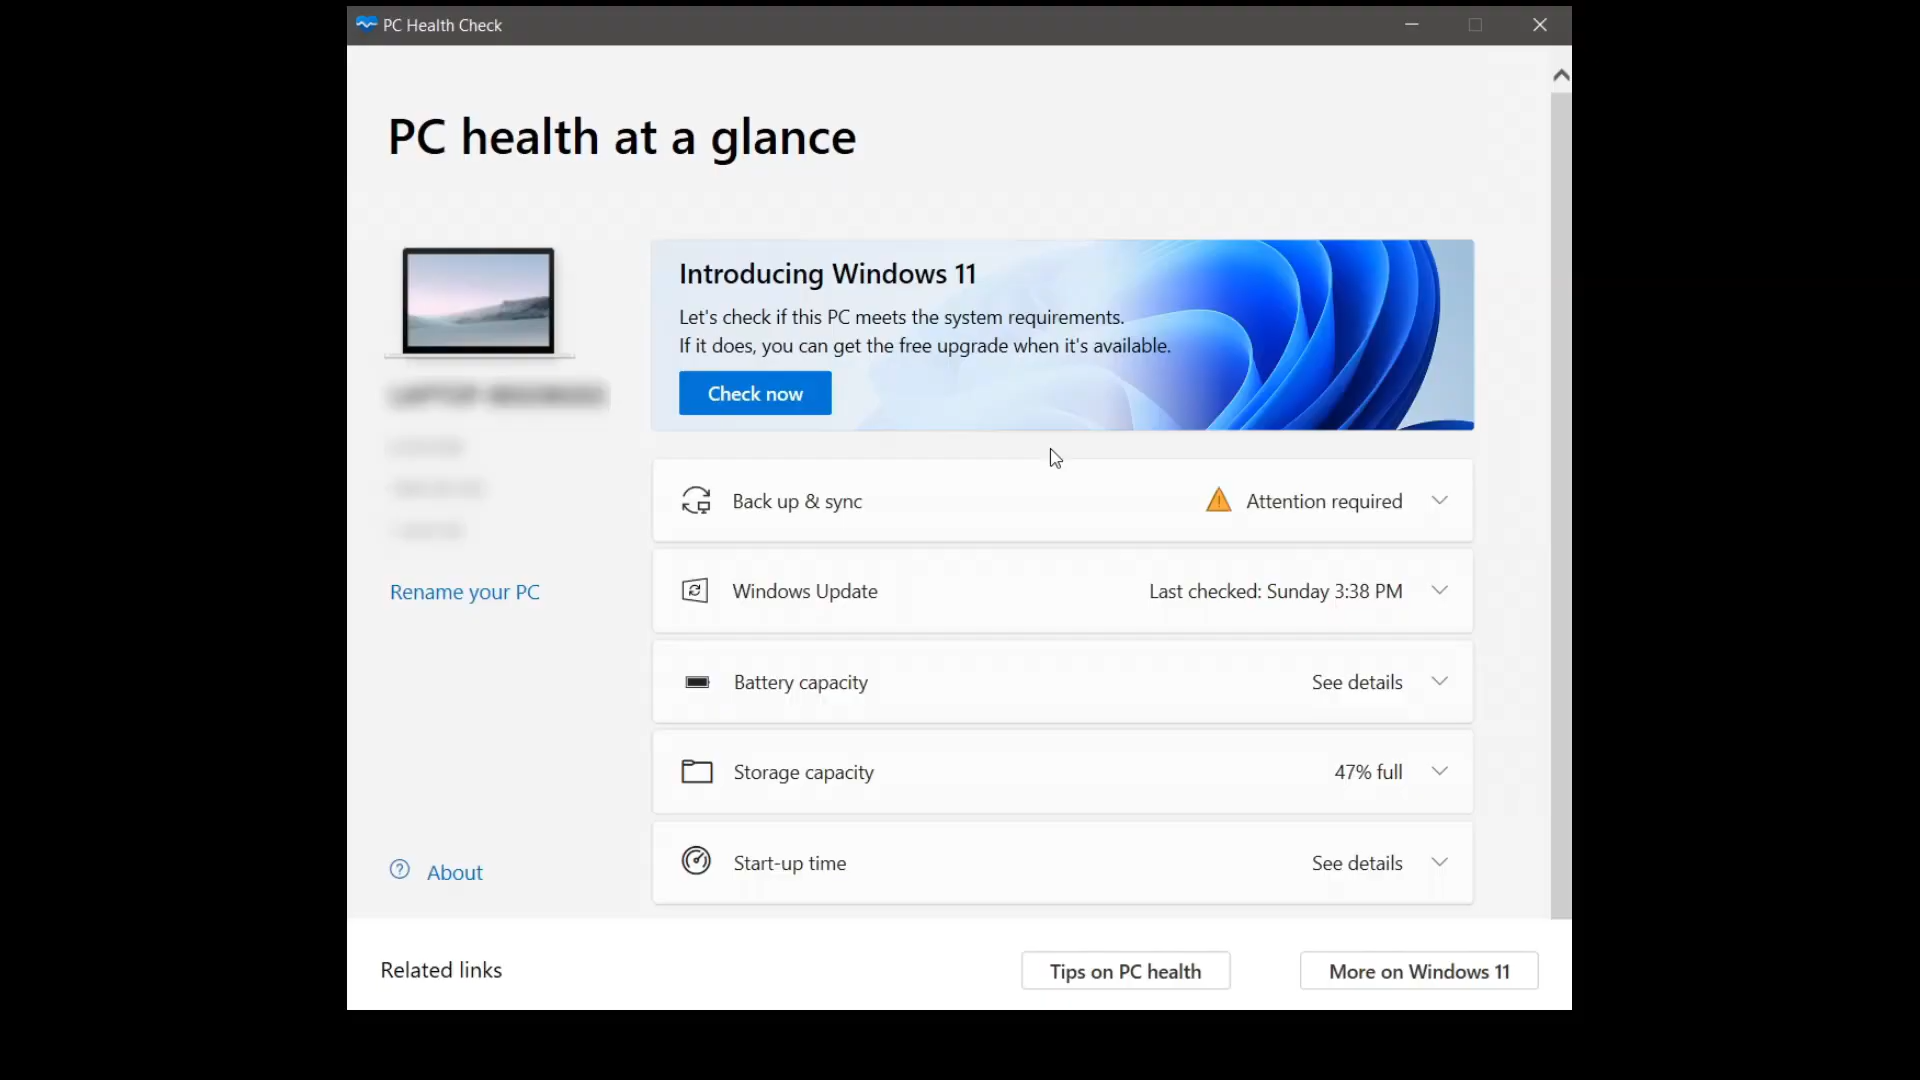 PC Health Check
PC health at a glance
Introducing Windows 11
Let's check if this PC meets the system requirements.
If it does, you can get the free upgrade when it's available.
Check now
Rename your PC
About
Back up & sync
Attention required
Windows Update
Last checked: Sunday 3:38 PM
Battery capacity
See details
Storage capacity
47% full
Start-up time
See details
Related links
Tips on PC health
More on Windows 11